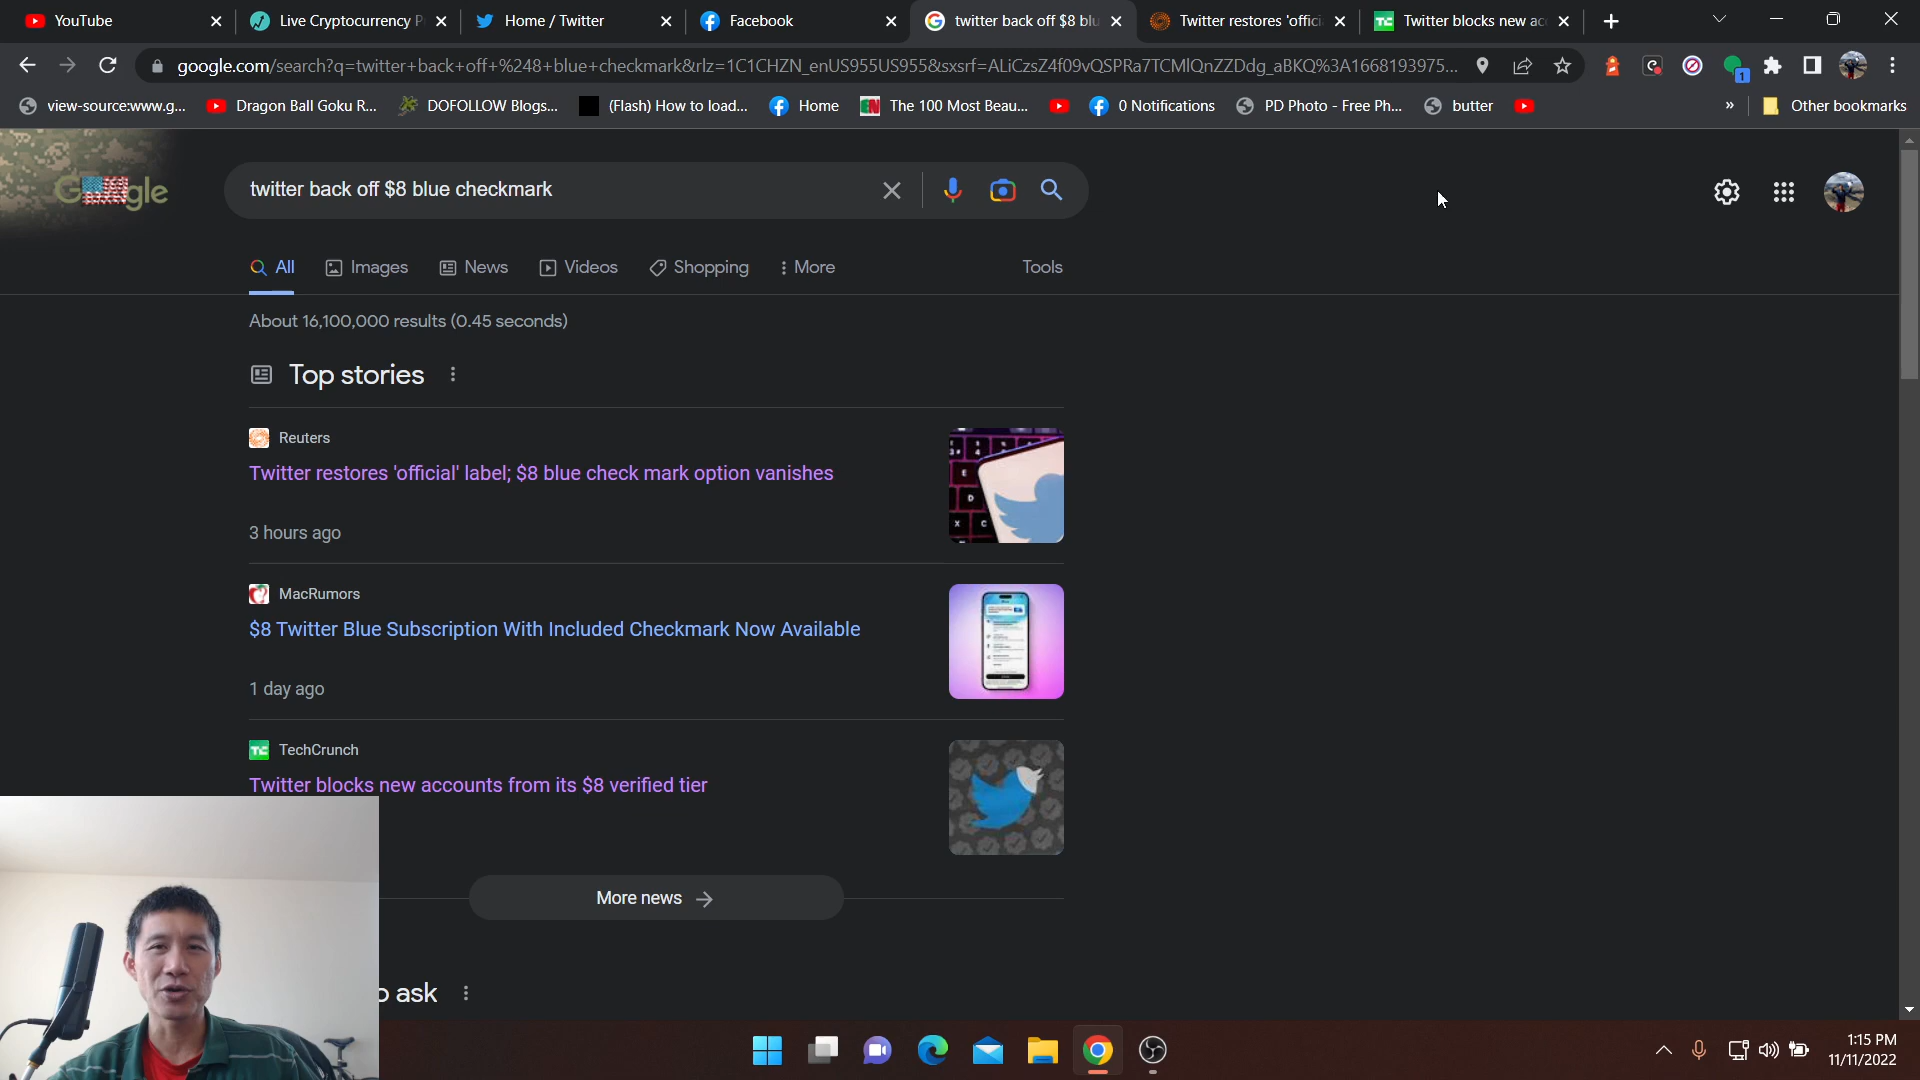 YouTube
Live Cryptocurrency P
Home / Twitter
Facebook
twitter back off $8 blu
Twitter restores 'offici
Twitter blocks new acc
google.com/search?q=twitter+back+off+%248+blue+checkmark&rlz=1C1CHZN_enUS955US955&sxsrf=ALiCzsZ4f09vQSPRa7TCMlQnZZDdg_aBKQ%3A1668193975...
1
view-source:www.g...
Dragon Ball Goku R...
DOFOLLOW Blogs...
(Flash) How to load...
Home
The 100 Most Beau...
0 Notifications
PD Photo - Free Ph...
butter
»
Other bookmarks
twitter back off $8 blue checkmark
All
Images
News
Videos
Shopping
More
Tools
About 16,100,000 results (0.45 seconds)
Top stories
Reuters
Twitter restores 'official' label; $8 blue check mark option vanishes
3 hours ago
MacRumors
$8 Twitter Blue Subscription With Included Checkmark Now Available
1 day ago
TechCrunch
Twitter blocks new accounts from its $8 verified tier
More news
o ask
1:15 PM
11/11/2022